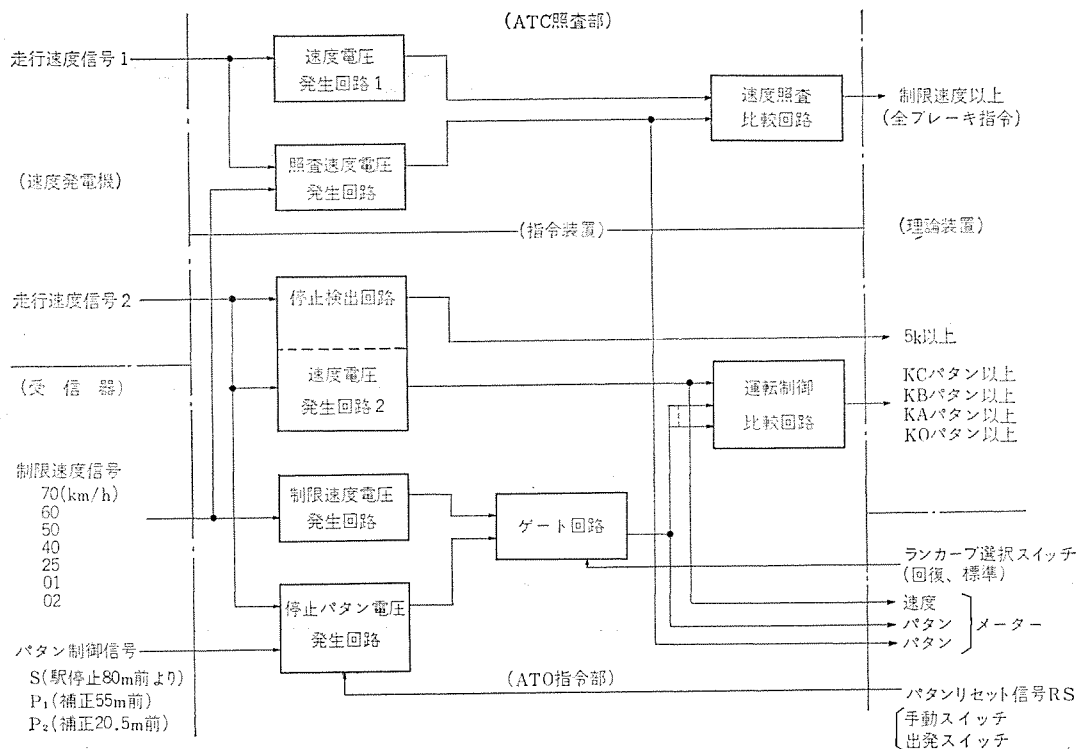 (ATC照査部)
走行速度信号1
速度電圧
発生回路1
速度照査
比較回路
制限速度以上
(全ブレーキ指令)
照査速度電圧
発生回路
(速度発電機)
(指令装置)
(理論装置)
走行速度信号2
停止検出回路
5k以上
(受 信 器)
速度電圧
発生回路2
運転制御
比較回路
KCパタン以上
KBパタン以上
KAパタン以上
KOパタン以上
制限速度信号
70(km/h)
60
50
40
25
01
02
制限速度電圧
発生回路
ゲート回路
ランカーブ選択スイッチ
(回復、標準)
停止パタン電圧
発生回路
速度
パタン
パタン
メーター
パタン制御信号
S(駅停止80m前より)
P₁(補正55m前)
P₂(補正20.5m前)
(ATO指令部)
パタンリセット信号RS
手動スイッチ
出発スイッチ